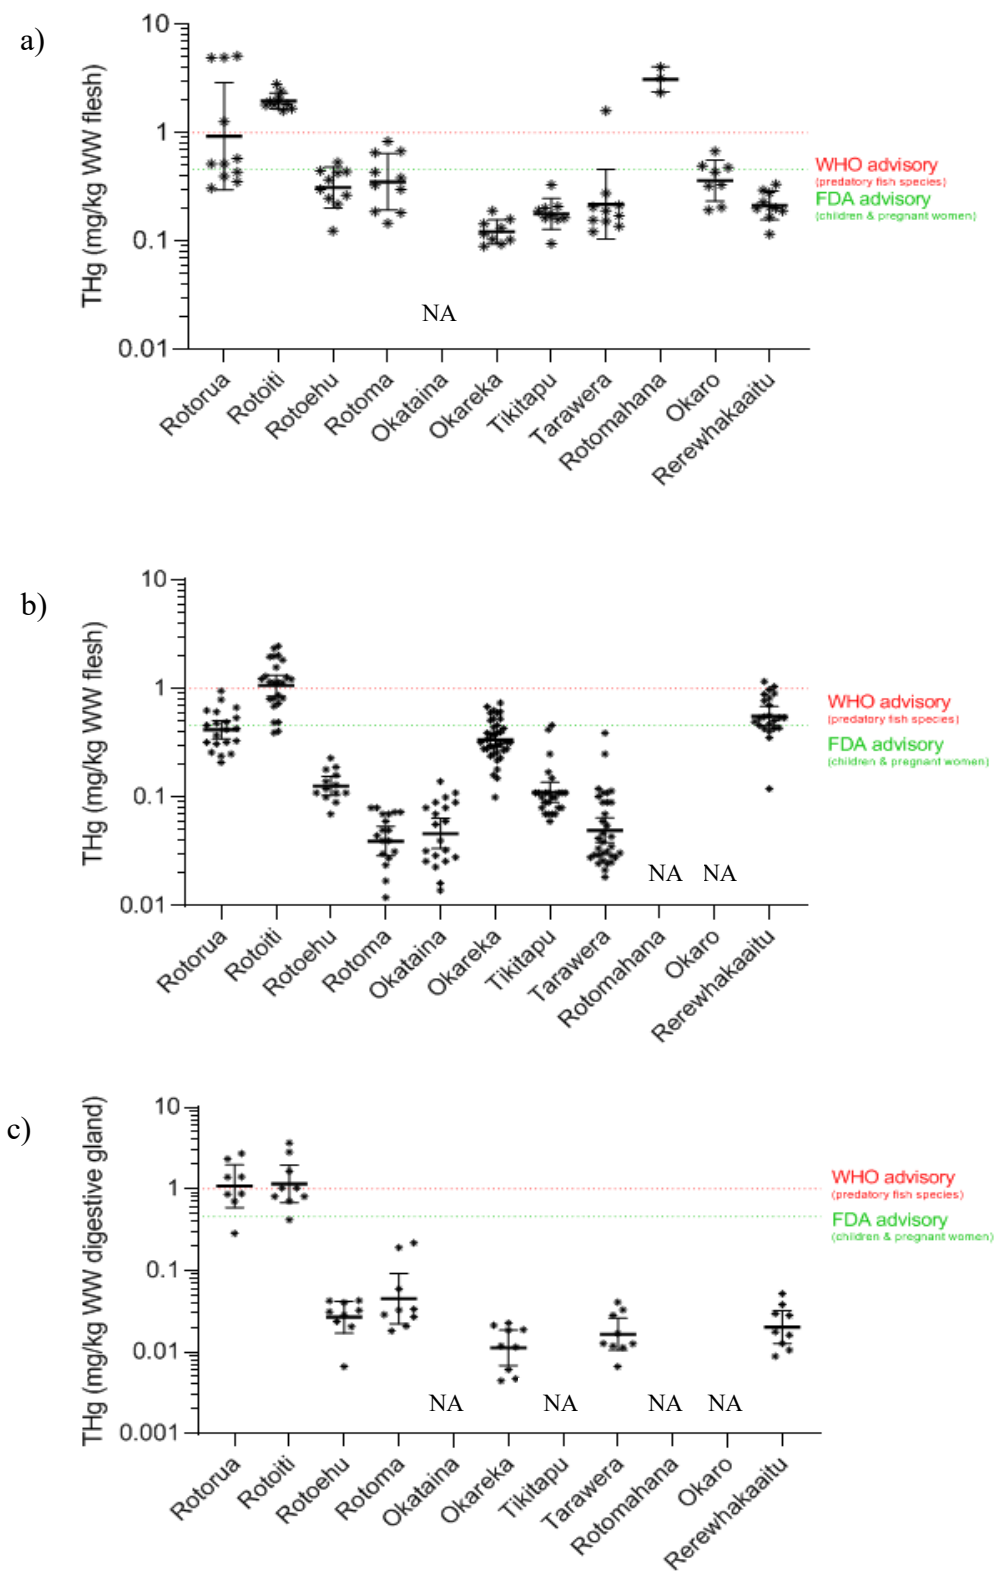 a)
THg (mg/kg WW flesh)
10
1
0.1
0.01
NA
WHO advisory
(predatory fish species)
FDA advisory
(children & pregnant women)
Rotorua
Rotoiti
Rotoehu
Rotoma
Okataina
Okareka
Tikitapu
Tarawera
Rotomahana
Okaro
Rerewhakaaitu
b)
THg (mg/kg WW flesh)
10
1
0.1
0.01
NA NA
WHO advisory
(predatory fish species)
FDA advisory
(children & pregnant women)
Rotorua
Rotoiti
Rotoehu
Rotoma
Okataina
Okareka
Tikitapu
Tarawera
Rotomahana
Okaro
Rerewhakaaitu
c)
THg (mg/kg WW digestive gland)
10
1
0.1
0.01
0.001
NA NA NA NA
WHO advisory
(predatory fish species)
FDA advisory
(children & pregnant women)
Rotorua
Rotoiti
Rotoehu
Rotoma
Okataina
Okareka
Tikitapu
Tarawera
Rotomahana
Okaro
Rerewhakaaitu